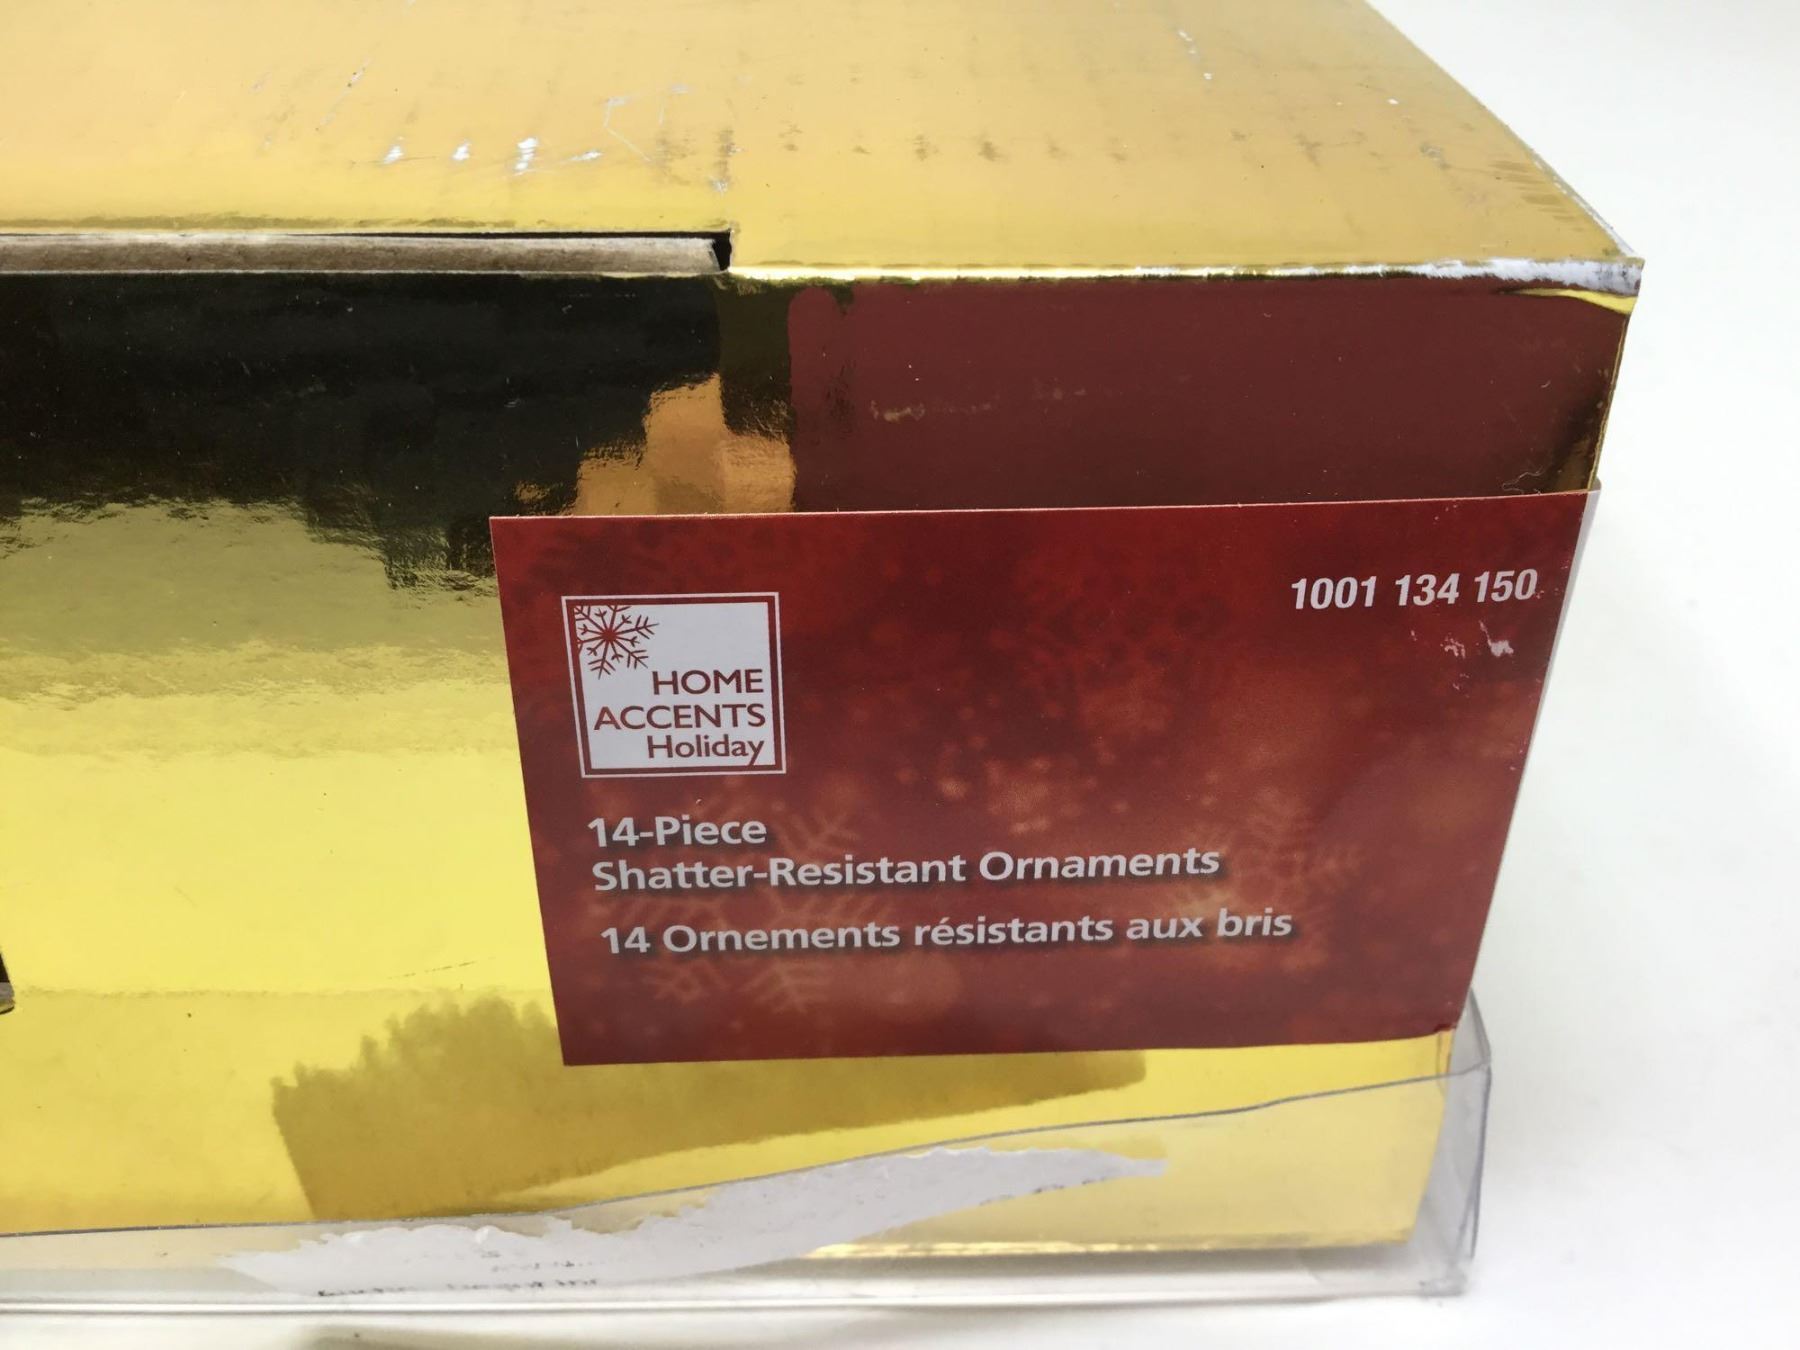 1001 134 150
HOME
ACCENTS
Holiday
14-Piece
Shatter-Resistant Ornaments
14 Ornements résistants aux bris